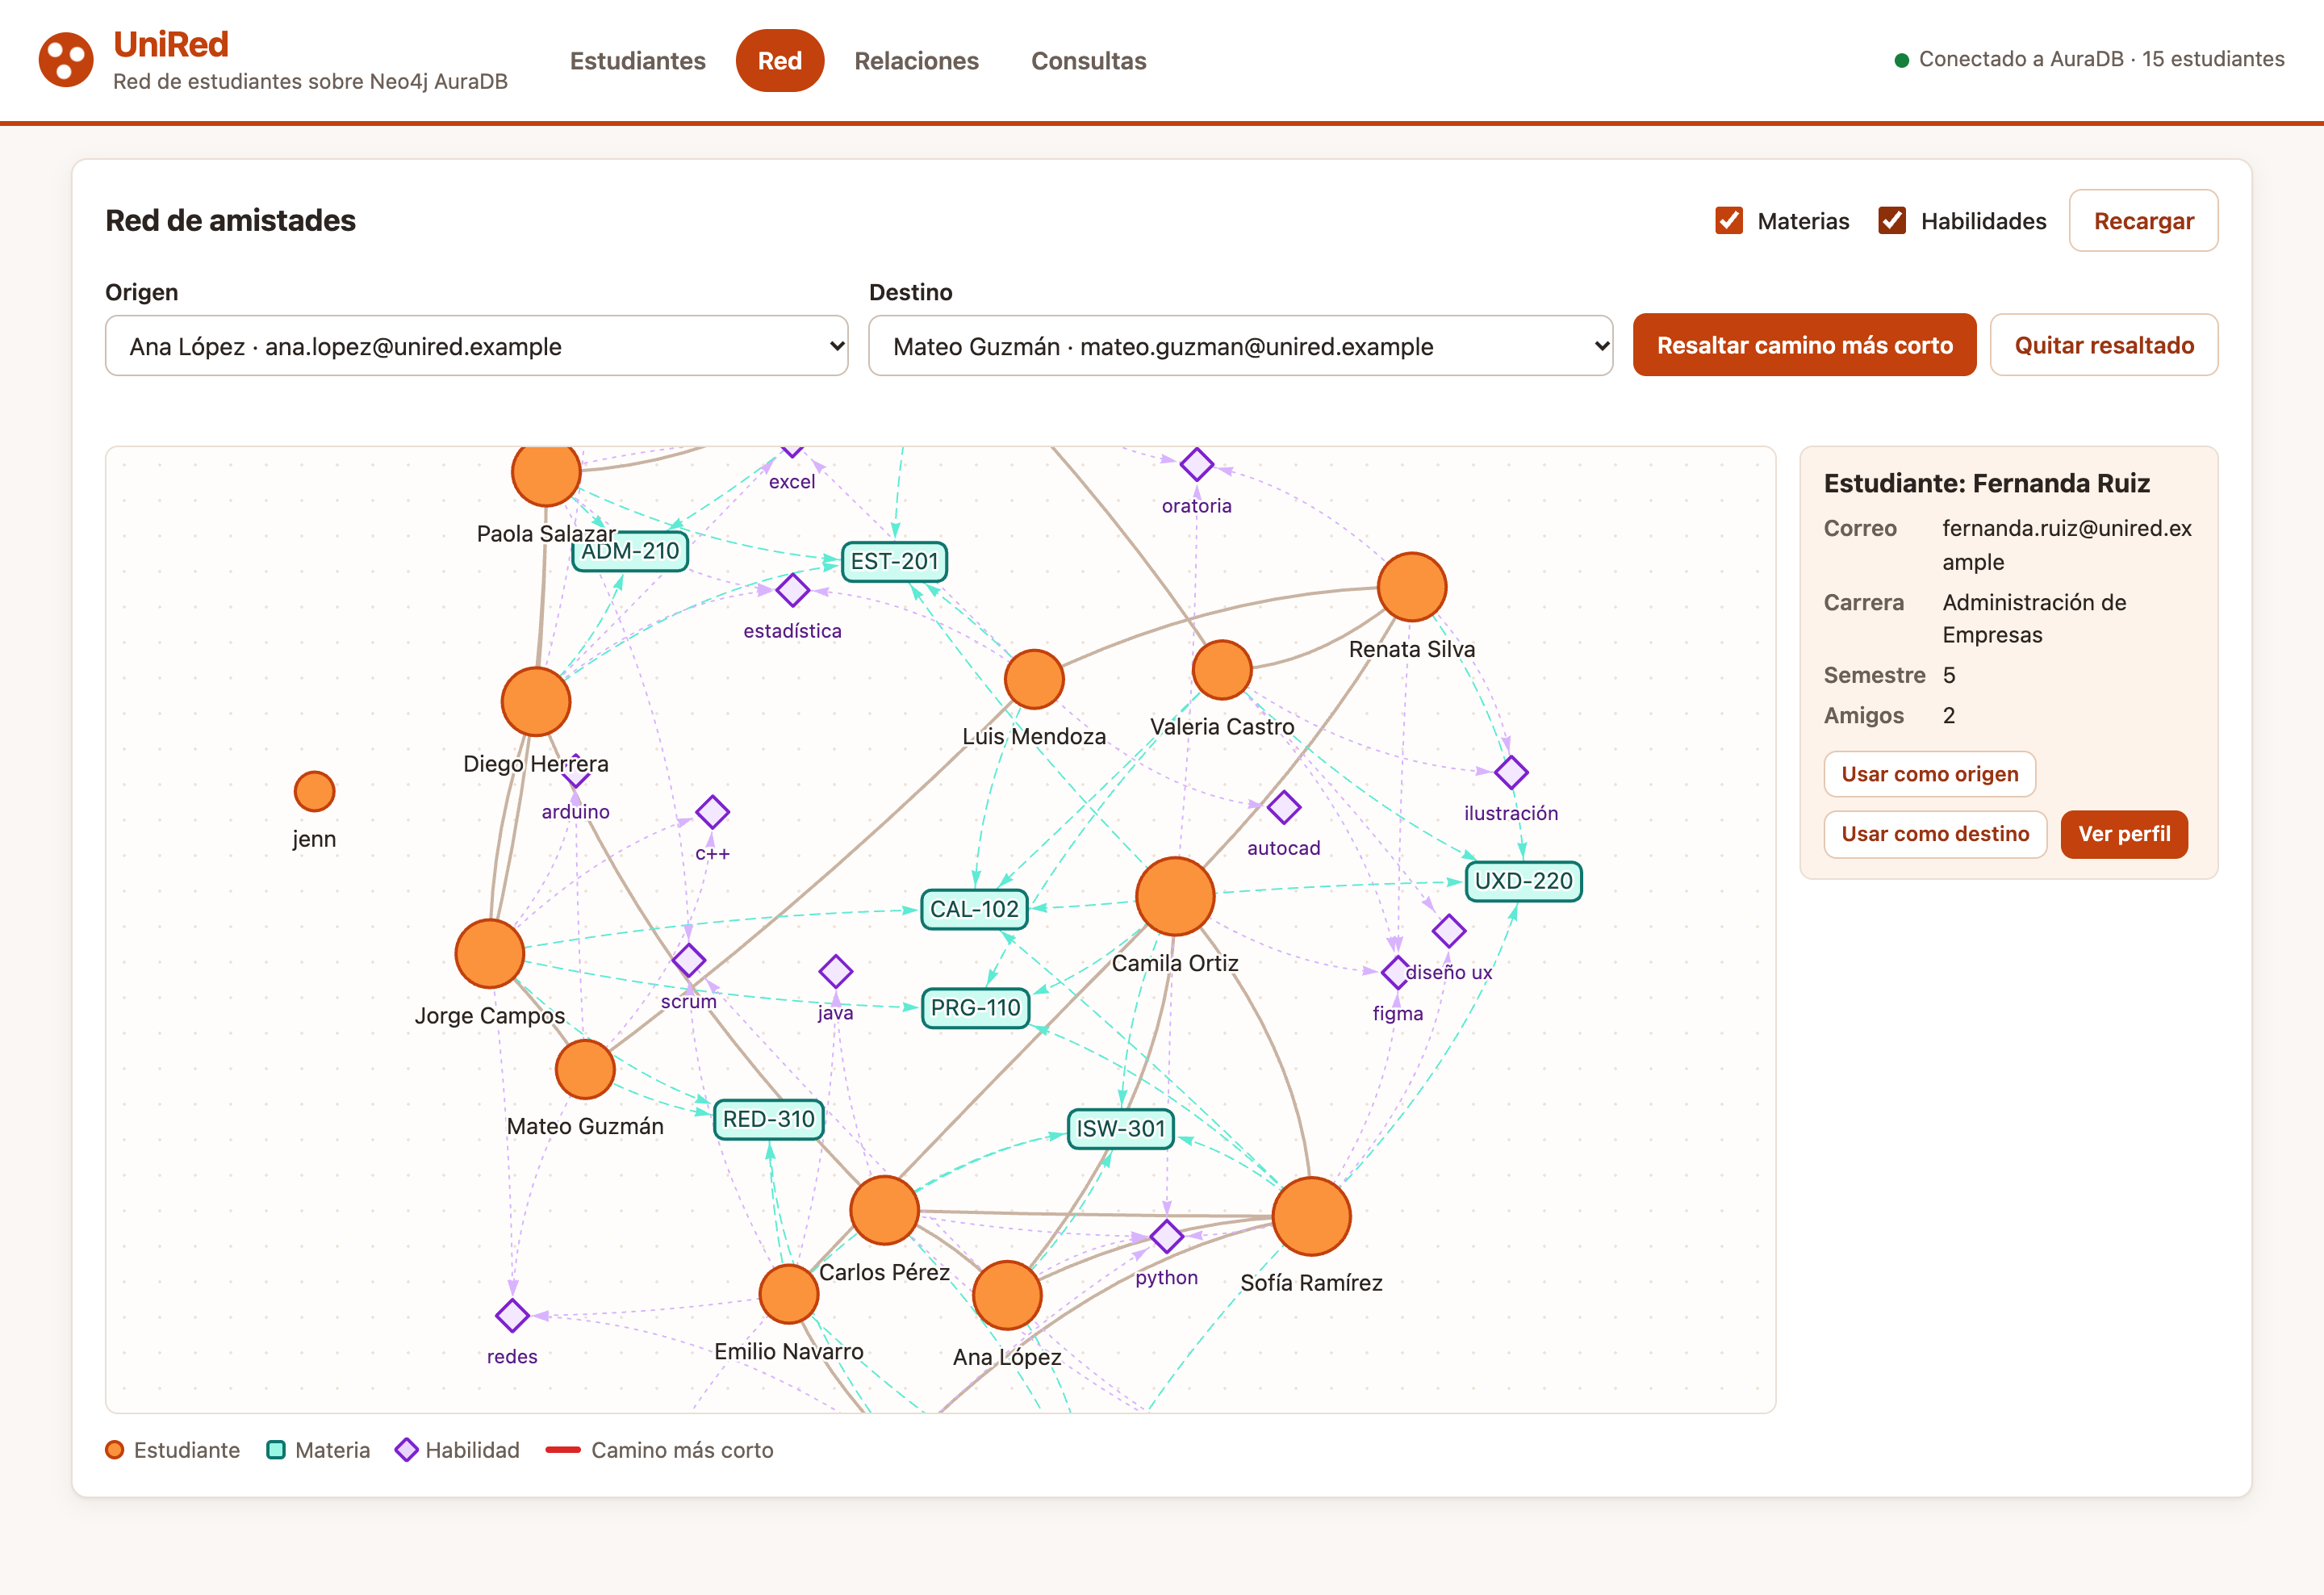 UniRed
Red de estudiantes sobre Neo4j AuraDB
Estudiantes
Red
Relaciones
Consultas
Conectado a AuraDB · 15 estudiantes
Red de amistades
Materias
Habilidades
Recargar
Origen
Destino
Ana López · ana.lopez@unired.example
Mateo Guzmán · mateo.guzman@unired.example
Resaltar camino más corto
Quitar resaltado
excel
oratoria
Paola Salazar
ADM-210
EST-201
estadística
Renata Silva
Luis Mendoza
Valeria Castro
Diego Herrera
arduino
jenn
c++
autocad
ilustración
UXD-220
CAL-102
Camila Ortiz
diseño ux
figma
scrum
java
PRG-110
Jorge Campos
Mateo Guzmán
RED-310
ISW-301
Carlos Pérez
python
Sofía Ramírez
Emilio Navarro
Ana López
redes
Estudiante: Fernanda Ruiz
Correo
fernanda.ruiz@unired.ex
ample
Carrera
Administración de
Empresas
Semestre
5
Amigos
2
Usar como origen
Usar como destino
Ver perfil
Estudiante
Materia
Habilidad
Camino más corto